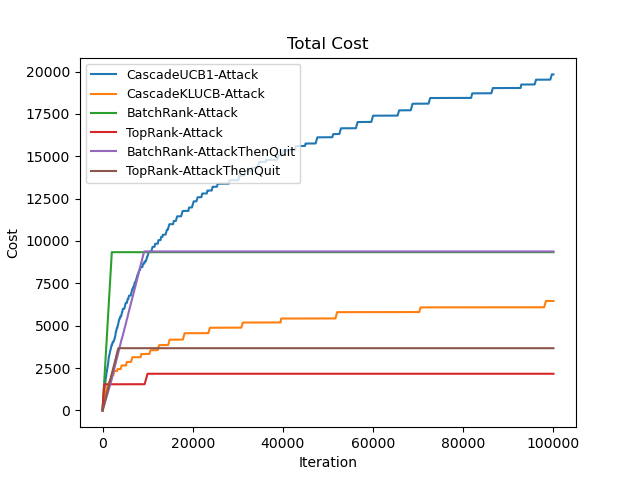 Total Cost
20000
17500
15000
12500
10000
7500
5000
2500
0
Cost
CascadeUCB1-Attack
CascadeKLUCB-Attack
BatchRank-Attack
TopRank-Attack
BatchRank-AttackThenQuit
TopRank-AttackThenQuit
0 20000 40000 60000 80000 100000
Iteration